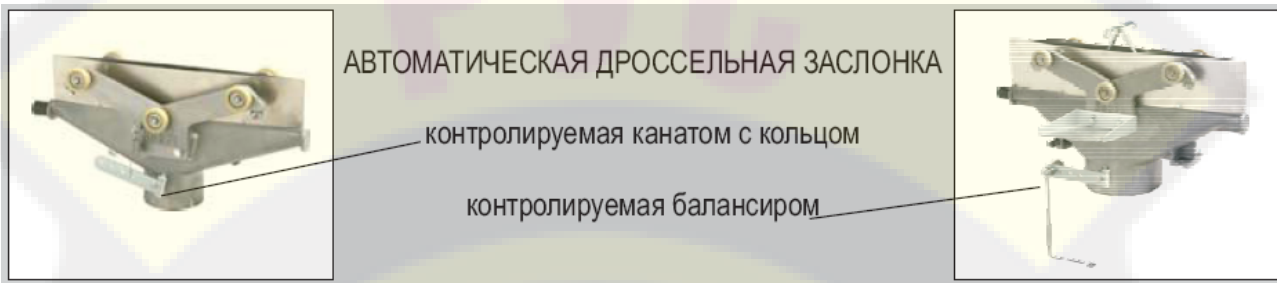 АВТОМАТИЧЕСКАЯ ДРОССЕЛЬНАЯ ЗАСЛОНКА
контролируемая канатом с кольцом
контролируемая балансиром